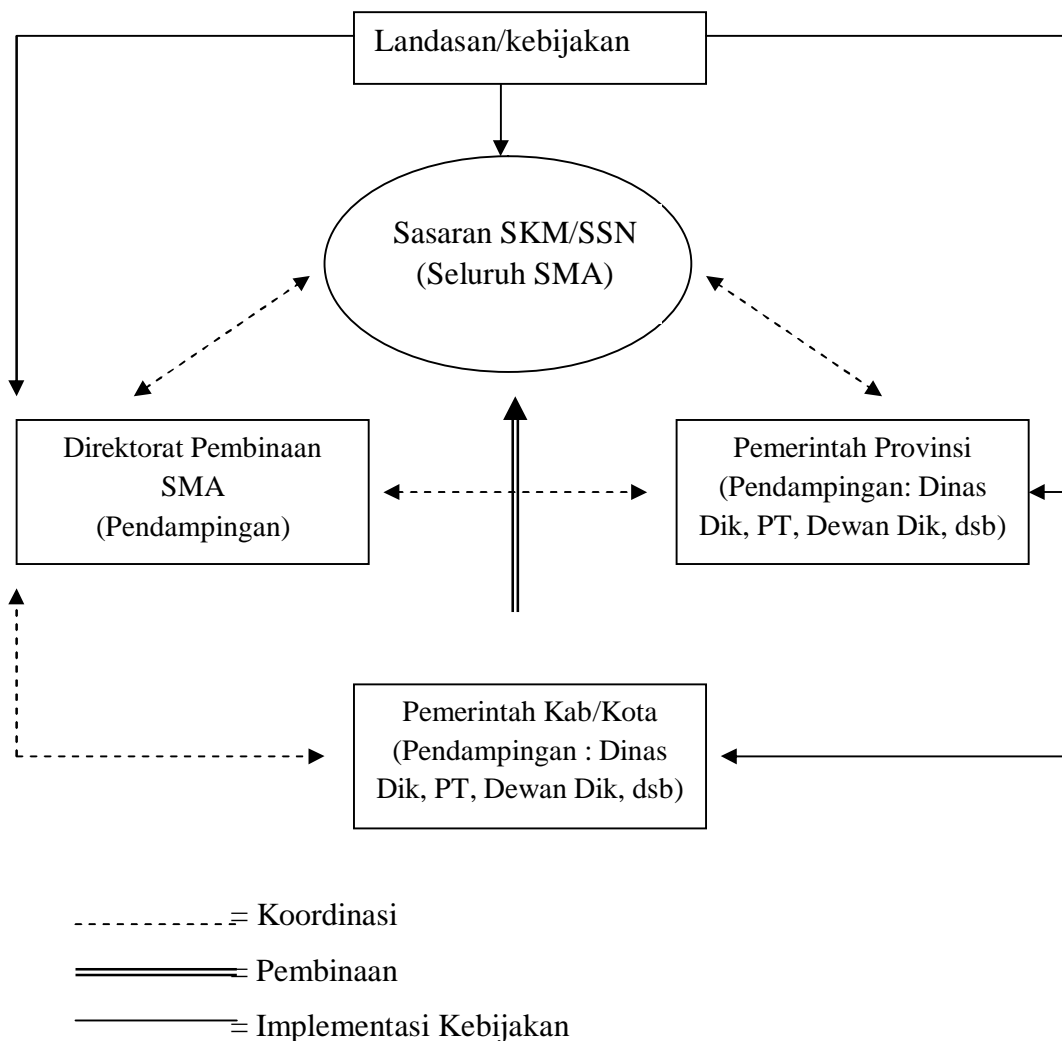 Landasan/kebijakan
Sasaran SKM/SSN
(Seluruh SMA)
Direktorat Pembinaan
SMA
(Pendampingan)
Pemerintah Provinsi
(Pendampingan: Dinas
Dik, PT, Dewan Dik, dsb)
Pemerintah Kab/Kota
(Pendampingan : Dinas
Dik, PT, Dewan Dik, dsb)
= Koordinasi
= Pembinaan
= Implementasi Kebijakan